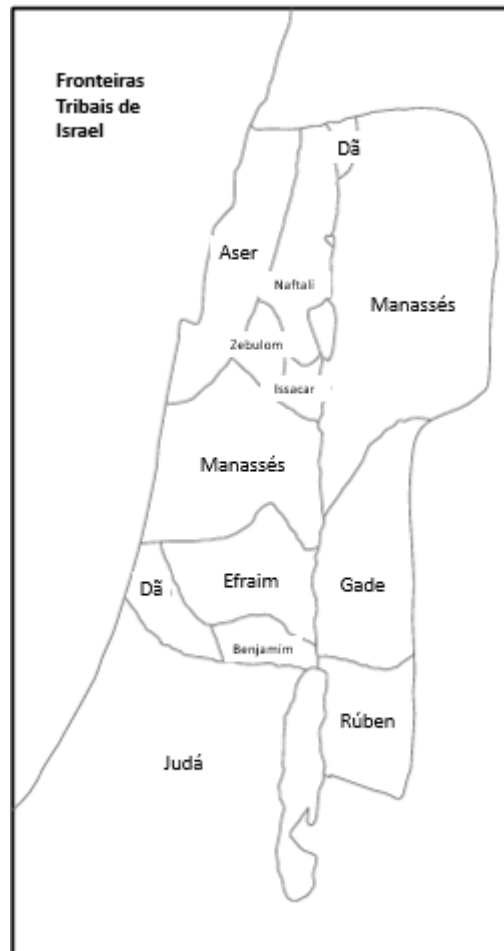 Fronteiras
Tribais de
Israel
Dã
Aser
Naftali
Manassés
Zebulom
Issacar
Manassés
Efraim
Gade
Dã
Benjamim
Rúben
Judá